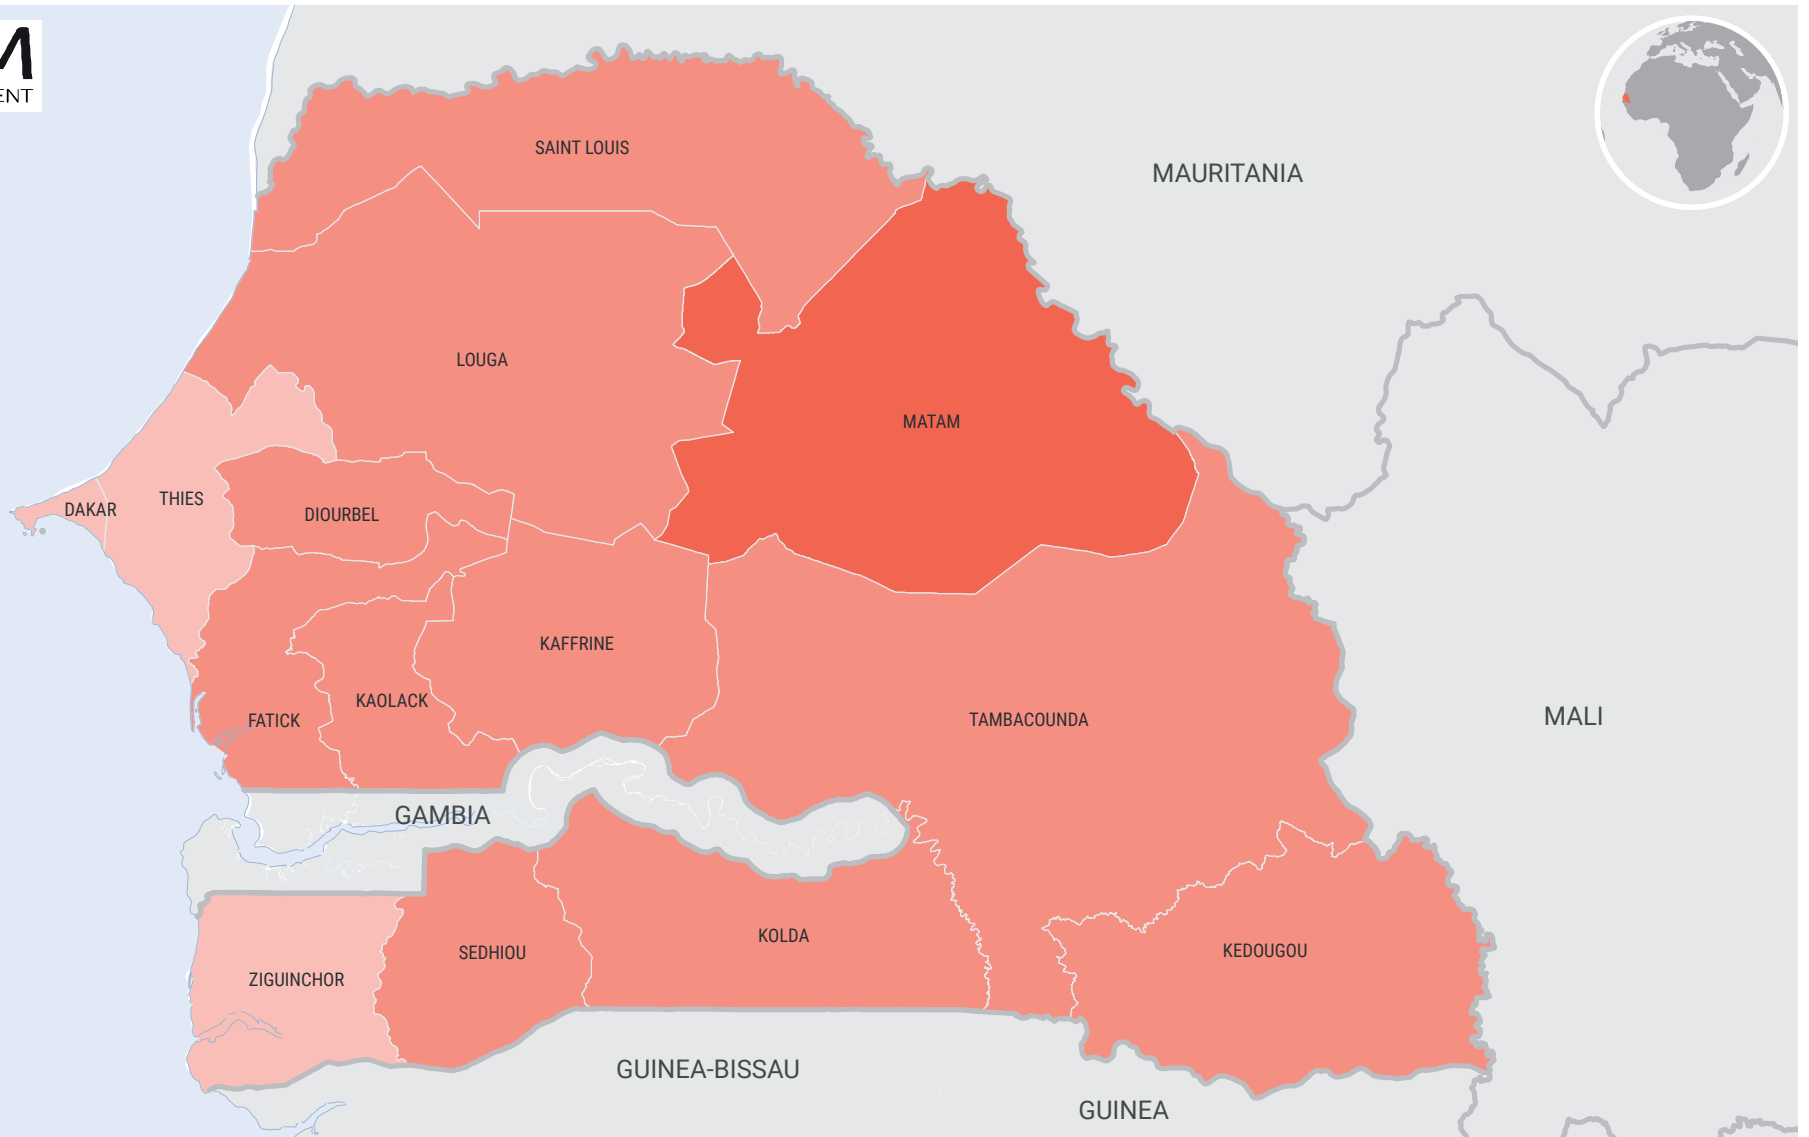 M
ENT
SAINT LOUIS
MAURITANIA
LOUGA
MATAM
DAKAR
THIES
DIOURBEL
KAFFRINE
KAOLACK
FATICK
TAMBACOUNDA
MALI
GAMBIA
KOLDA
SEDHIOU
KEDOUGOU
ZIGUINCHOR
GUINEA-BISSAU
GUINEA